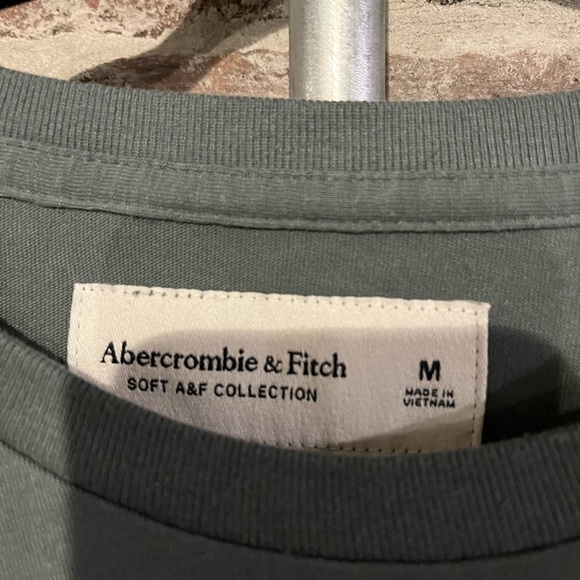 Abercrombie & Fitch
SOFT A&F COLLECTION
M
MADE IN
VIETNAM